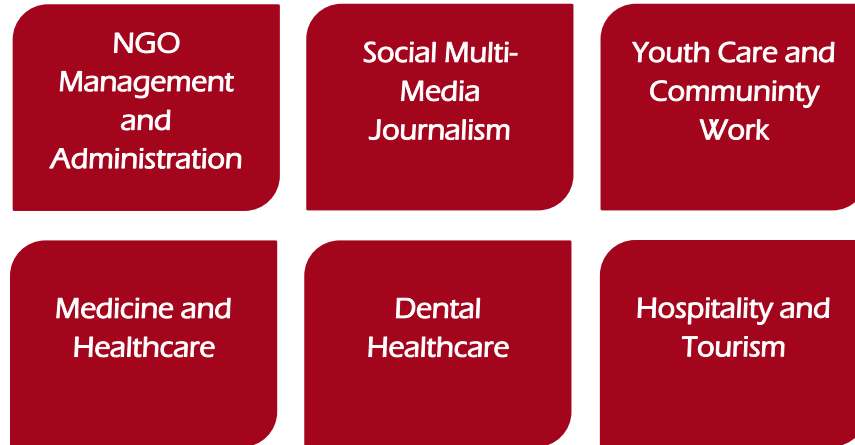 NGO
Management
and
Administration
Social Multi-
Media
Journalism
Youth Care and
Communinty
Work
Medicine and
Healthcare
Dental
Healthcare
Hospitality and
Tourism